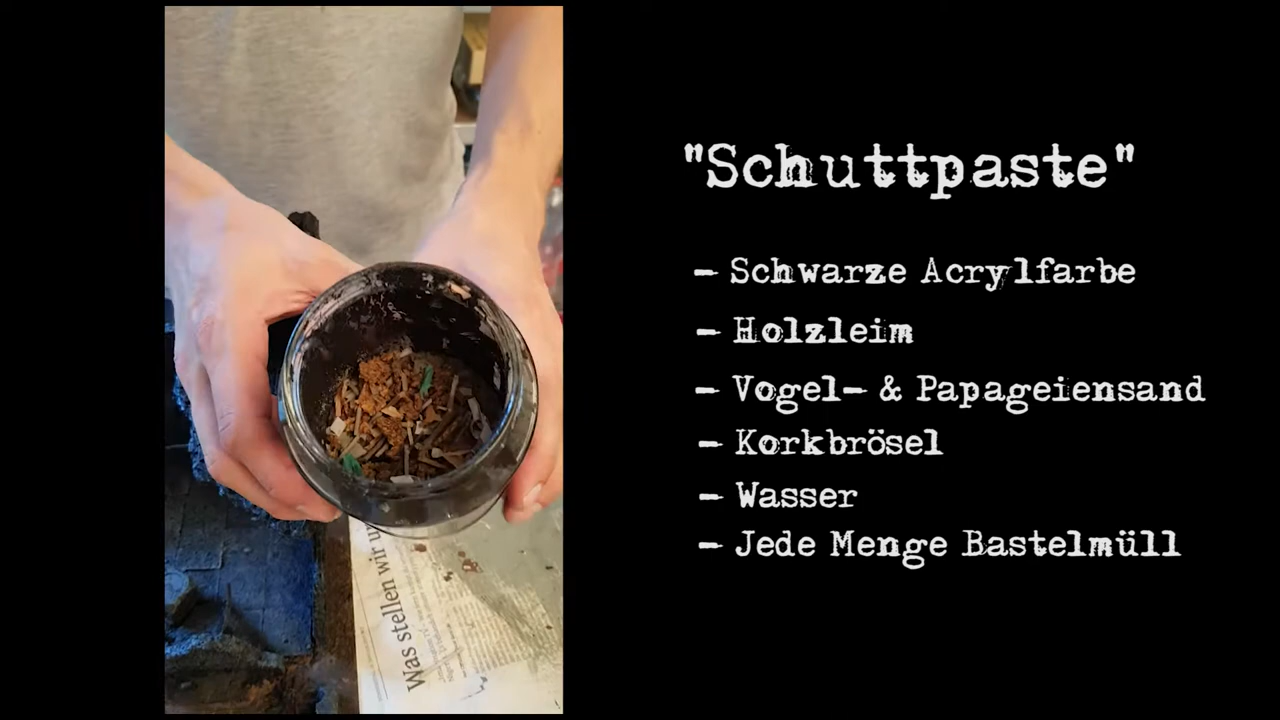 "Schuttpaste"
- Schwarze Acrylfarbe
- Holzleim
- Vogel- & Papageiensand
- Korkbrösel
- Wasser
- Jede Menge Bastelmüll
Was stellen wir u